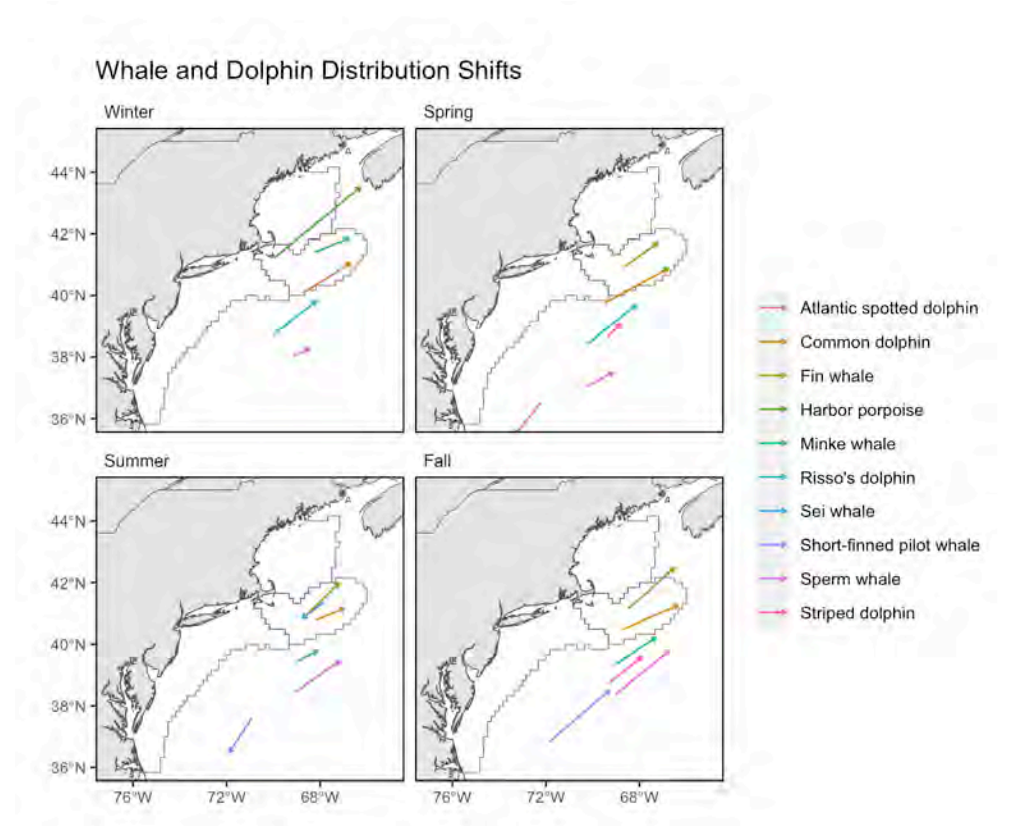 Whale and Dolphin Distribution Shifts
Winter
Spring
44°N
42°N
40°N
38°N
36°N
Summer
Fall
44°N
42°N
40°N
38°N
36°N
76°W 72°W 68°W
76°W 72°W 68°W
Atlantic spotted dolphin
Common dolphin
Fin whale
Harbor porpoise
Minke whale
Risso's dolphin
Sei whale
Short-finned pilot whale
Sperm whale
Striped dolphin